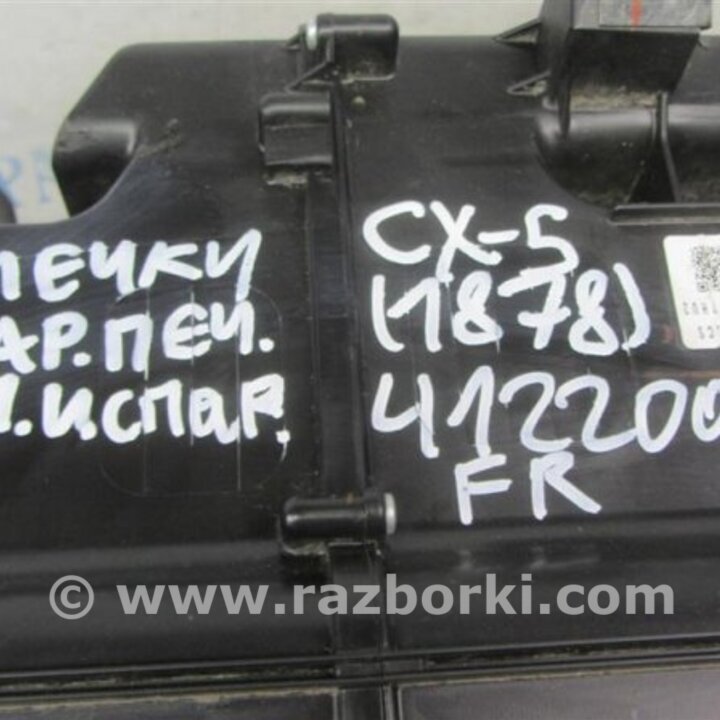 ПЕЧКИ
АР.ПЕЧ.
И.ИСПАР.
CX-5
(1878)
412200
FR
© www.razborki.com